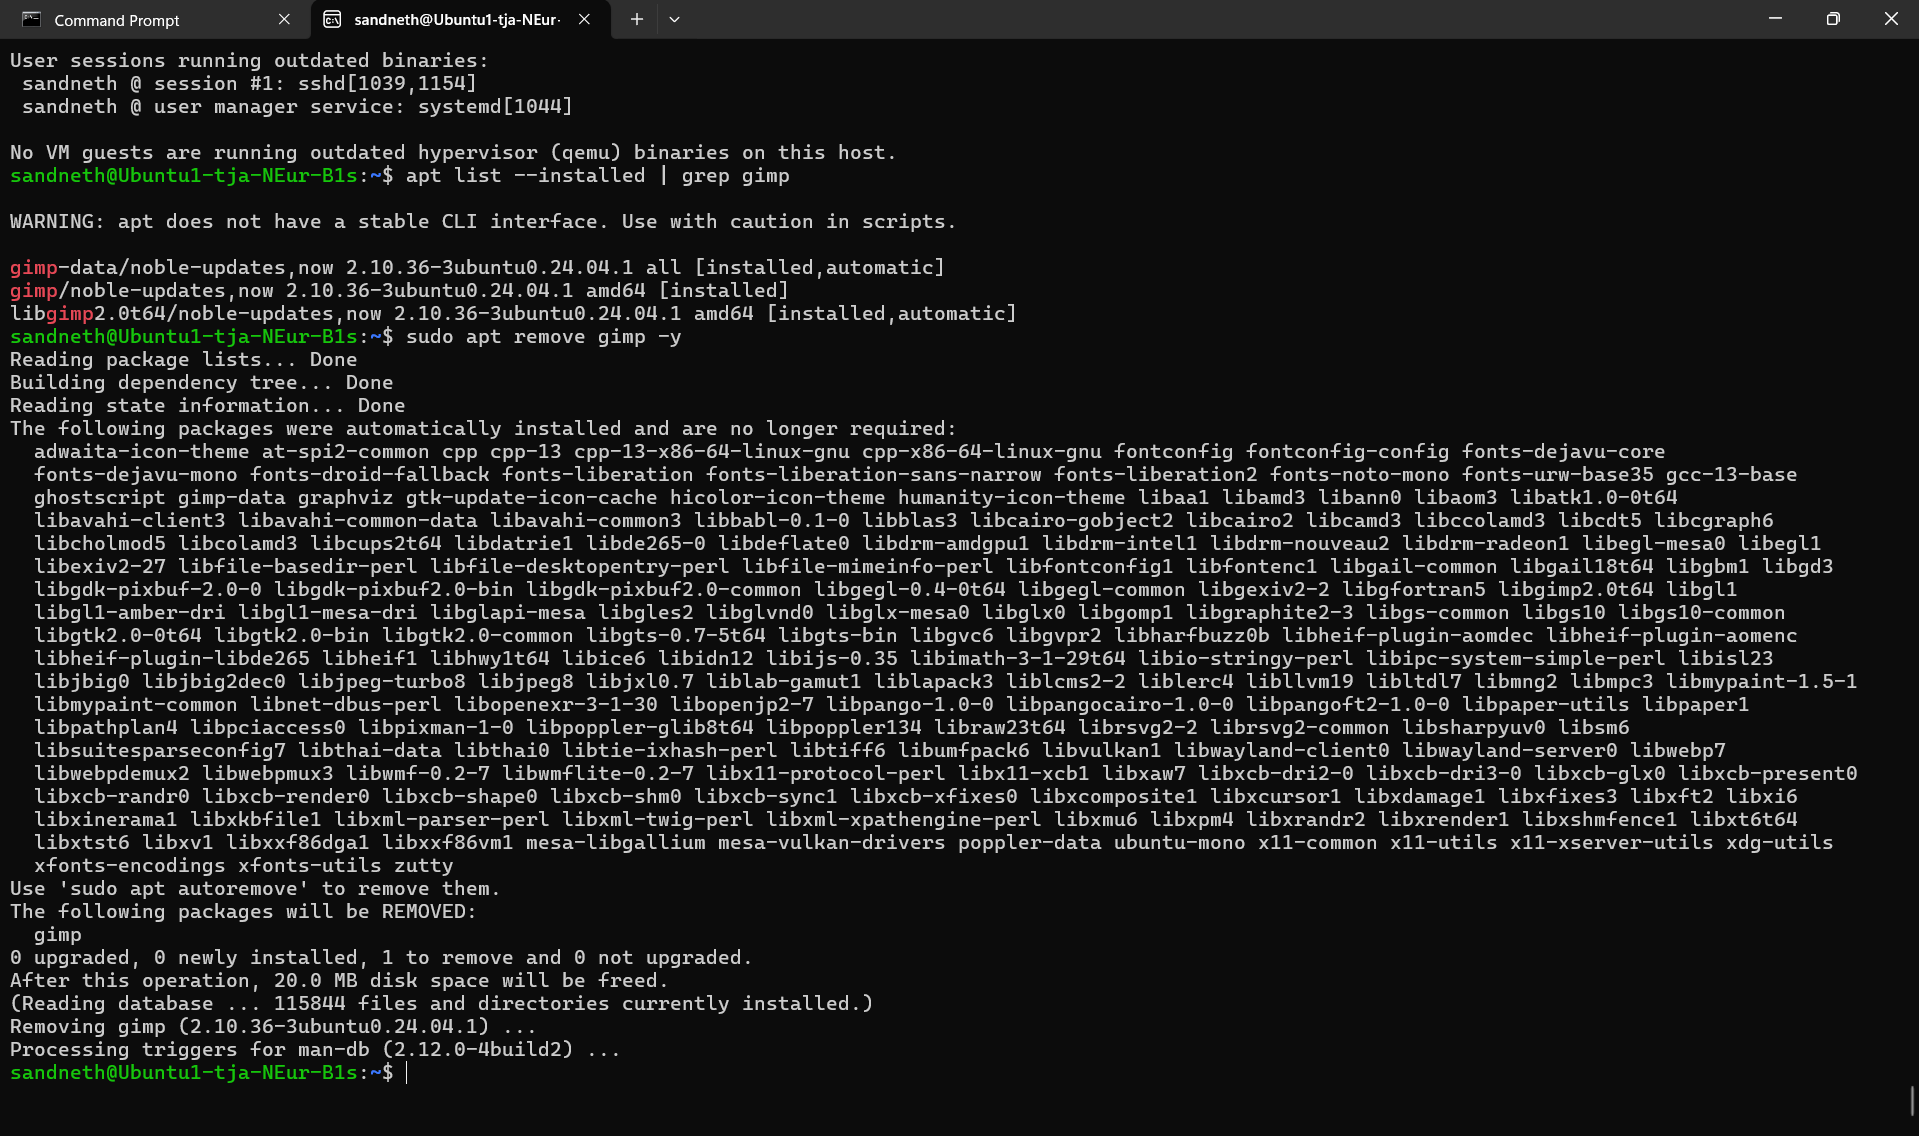 Command Prompt
sandneth@Ubuntu1-tja-NEur-
User sessions running outdated binaries:
 sandneth @ session #1: sshd[1039,1154]
 sandneth @ user manager service: systemd[1044]
No VM guests are running outdated hypervisor (qemu) binaries on this host.
sandneth@Ubuntu1-tja-NEur-B1s:~$ apt list --installed | grep gimp
WARNING: apt does not have a stable CLI interface. Use with caution in scripts.
gimp-data/noble-updates,now 2.10.36-3ubuntu0.24.04.1 all [installed,automatic]
gimp/noble-updates,now 2.10.36-3ubuntu0.24.04.1 amd64 [installed]
libgimp2.0t64/noble-updates,now 2.10.36-3ubuntu0.24.04.1 amd64 [installed,automatic]
sandneth@Ubuntu1-tja-NEur-B1s:~$ sudo apt remove gimp -y
Reading package lists... Done
Building dependency tree... Done
Reading state information... Done
The following packages were automatically installed and are no longer required:
  adwaita-icon-theme at-spi2-common cpp cpp-13 cpp-13-x86-64-linux-gnu cpp-x86-64-linux-gnu fontconfig fontconfig-config fonts-dejavu-core
  fonts-dejavu-mono fonts-droid-fallback fonts-liberation fonts-liberation-sans-narrow fonts-liberation2 fonts-noto-mono fonts-urw-base35 gcc-13-base
  ghostscript gimp-data graphviz gtk-update-icon-cache hicolor-icon-theme humanity-icon-theme libaa1 libamd3 libann0 libaom3 libatk1.0-0t64
  libavahi-client3 libavahi-common-data libavahi-common3 libbabl-0.1-0 libblas3 libcairo-gobject2 libcairo2 libcamd3 libccolamd3 libcdt5 libcgraph6
  libcholmod5 libcolamd3 libcups2t64 libdatrie1 libde265-0 libdeflate0 libdrm-amdgpu1 libdrm-intel1 libdrm-nouveau2 libdrm-radeon1 libegl-mesa0 libegl1
  libexiv2-27 libfile-basedir-perl libfile-desktopentry-perl libfile-mimeinfo-perl libfontconfig1 libfontenc1 libgail-common libgail18t64 libgbm1 libgd3
  libgdk-pixbuf-2.0-0 libgdk-pixbuf2.0-bin libgdk-pixbuf2.0-common libgegl-0.4-0t64 libgegl-common libgexiv2-2 libgfortran5 libgimp2.0t64 libgl1
  libgl1-amber-dri libgl1-mesa-dri libglapi-mesa libgles2 libglvnd0 libglx-mesa0 libglx0 libgomp1 libgraphite2-3 libgs-common libgs10 libgs10-common
  libgtk2.0-0t64 libgtk2.0-bin libgtk2.0-common libgts-0.7-5t64 libgts-bin libgvc6 libgvpr2 libharfbuzz0b libheif-plugin-aomdec libheif-plugin-aomenc
  libheif-plugin-libde265 libheif1 libhwy1t64 libice6 libidn12 libijs-0.35 libimath-3-1-29t64 libio-stringy-perl libipc-system-simple-perl libisl23
  libjbig0 libjbig2dec0 libjpeg-turbo8 libjpeg8 libjxl0.7 liblab-gamut1 liblapack3 liblcms2-2 liblerc4 libllvm19 libltdl7 libmng2 libmpc3 libmypaint-1.5-1
  libmypaint-common libnet-dbus-perl libopenexr-3-1-30 libopenjp2-7 libpango-1.0-0 libpangocairo-1.0-0 libpangoft2-1.0-0 libpaper-utils libpaper1
  libpathplan4 libpciaccess0 libpixman-1-0 libpoppler-glib8t64 libpoppler134 libraw23t64 librsvg2-2 librsvg2-common libsharpyuv0 libsm6
  libsuitesparseconfig7 libthai-data libthai0 libtie-ixhash-perl libtiff6 libumfpack6 libvulkan1 libwayland-client0 libwayland-server0 libwebp7
  libwebpdemux2 libwebpmux3 libwmf-0.2-7 libwmflite-0.2-7 libx11-protocol-perl libx11-xcb1 libxaw7 libxcb-dri2-0 libxcb-dri3-0 libxcb-glx0 libxcb-present0
  libxcb-randr0 libxcb-render0 libxcb-shape0 libxcb-shm0 libxcb-sync1 libxcb-xfixes0 libxcomposite1 libxcursor1 libxdamage1 libxfixes3 libxft2 libxi6
  libxinerama1 libxkbfile1 libxml-parser-perl libxml-twig-perl libxml-xpathengine-perl libxmu6 libxpm4 libxrandr2 libxrender1 libxshmfence1 libxt6t64
  libxtst6 libxv1 libxxf86dga1 libxxf86vm1 mesa-libgallium mesa-vulkan-drivers poppler-data ubuntu-mono x11-common x11-utils x11-xserver-utils xdg-utils
  xfonts-encodings xfonts-utils zutty
Use 'sudo apt autoremove' to remove them.
The following packages will be REMOVED:
  gimp
0 upgraded, 0 newly installed, 1 to remove and 0 not upgraded.
After this operation, 20.0 MB disk space will be freed.
(Reading database ... 115844 files and directories currently installed.)
Removing gimp (2.10.36-3ubuntu0.24.04.1) ...
Processing triggers for man-db (2.12.0-4build2) ...
sandneth@Ubuntu1-tja-NEur-B1s:~$